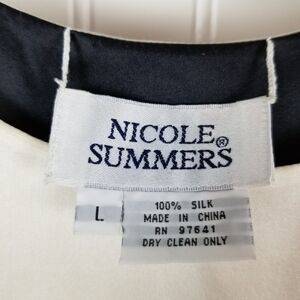 NICOLE
SUMMERS®
L
100% SILK
MADE IN CHINA
RN 97641
DRY CLEAN ONLY